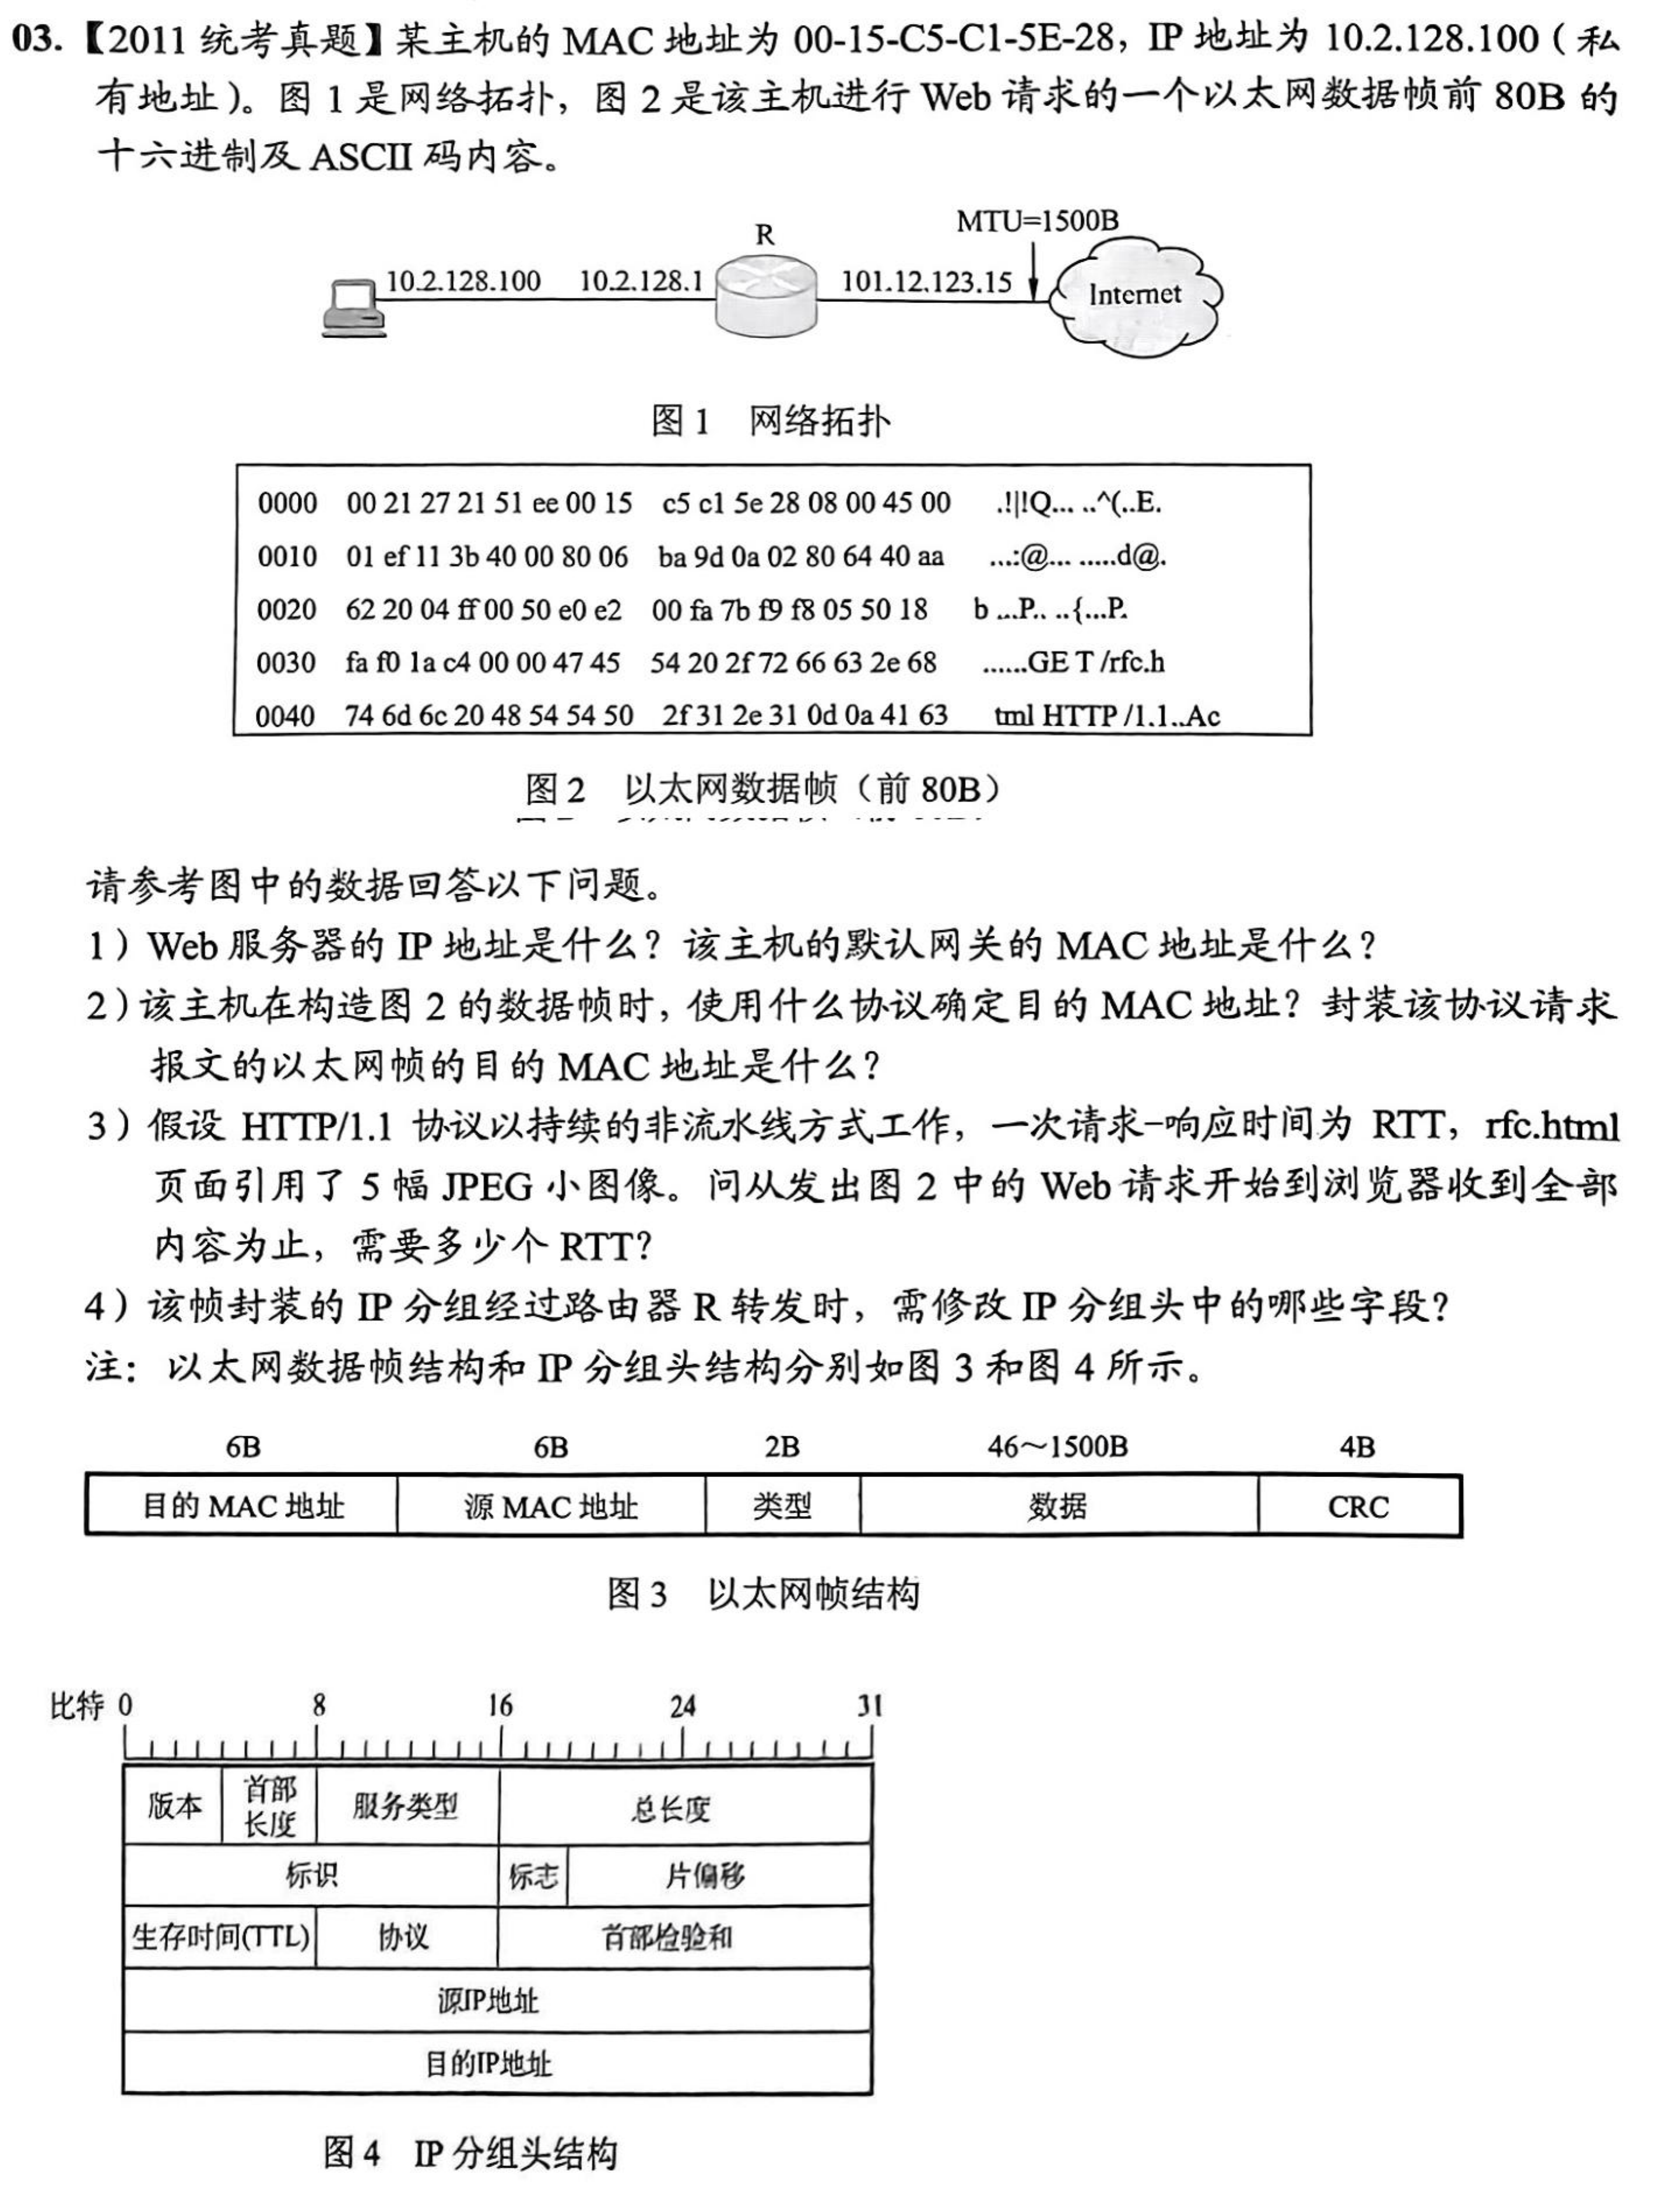 03.【2011 统考真题】某主机的 MAC 地址为 00-15-C5-C1-5E-28，IP 地址为 10.2.128.100（私
有地址）。图 1 是网络拓扑，图 2 是该主机进行 Web 请求的一个以太网数据帧前 80B 的
十六进制及 ASCII 码内容。
MTU=1500B
R
10.2.128.100 10.2.128.1 101.12.123.15 Internet
图 1 网络拓扑
0000 00 21 27 21 51 ee 00 15 c5 c1 5e 28 08 00 45 00 .!|!Q... ..^(..E.
0010 01 ef 11 3b 40 00 80 06 ba 9d 0a 02 80 64 40 aa ...:@... .....d@.
0020 62 20 04 ff 00 50 e0 e2 00 fa 7b f9 f8 05 50 18 b ...P.. ..{...P.
0030 fa f0 1a c4 00 00 47 45 54 20 2f 72 66 63 2e 68 ......GE T /rfc.h
0040 74 6d 6c 20 48 54 54 50 2f 31 2e 31 0d 0a 41 63 tml HTTP /1.1..Ac
图 2 以太网数据帧（前 80B）
请参考图中的数据回答以下问题。
1）Web 服务器的 IP 地址是什么？该主机的默认网关的 MAC 地址是什么？
2）该主机在构造图 2 的数据帧时，使用什么协议确定目的 MAC 地址？封装该协议请求
报文的以太网帧的目的 MAC 地址是什么？
3）假设 HTTP/1.1 协议以持续的非流水线方式工作，一次请求-响应时间为 RTT，rfc.html
页面引用了 5 幅 JPEG 小图像。问从发出图 2 中的 Web 请求开始到浏览器收到全部
内容为止，需要多少个 RTT？
4）该帧封装的 IP 分组经过路由器 R 转发时，需修改 IP 分组头中的哪些字段？
注：以太网数据帧结构和 IP 分组头结构分别如图 3 和图 4 所示。
6B 6B 2B 46～1500B 4B
目的 MAC 地址 源 MAC 地址 类型 数据 CRC
图 3 以太网帧结构
比特 0 8 16 24 31
版本 首部长度 服务类型 总长度
标识 标志 片偏移
生存时间(TTL) 协议 首部检验和
源IP地址
目的IP地址
图 4 IP 分组头结构